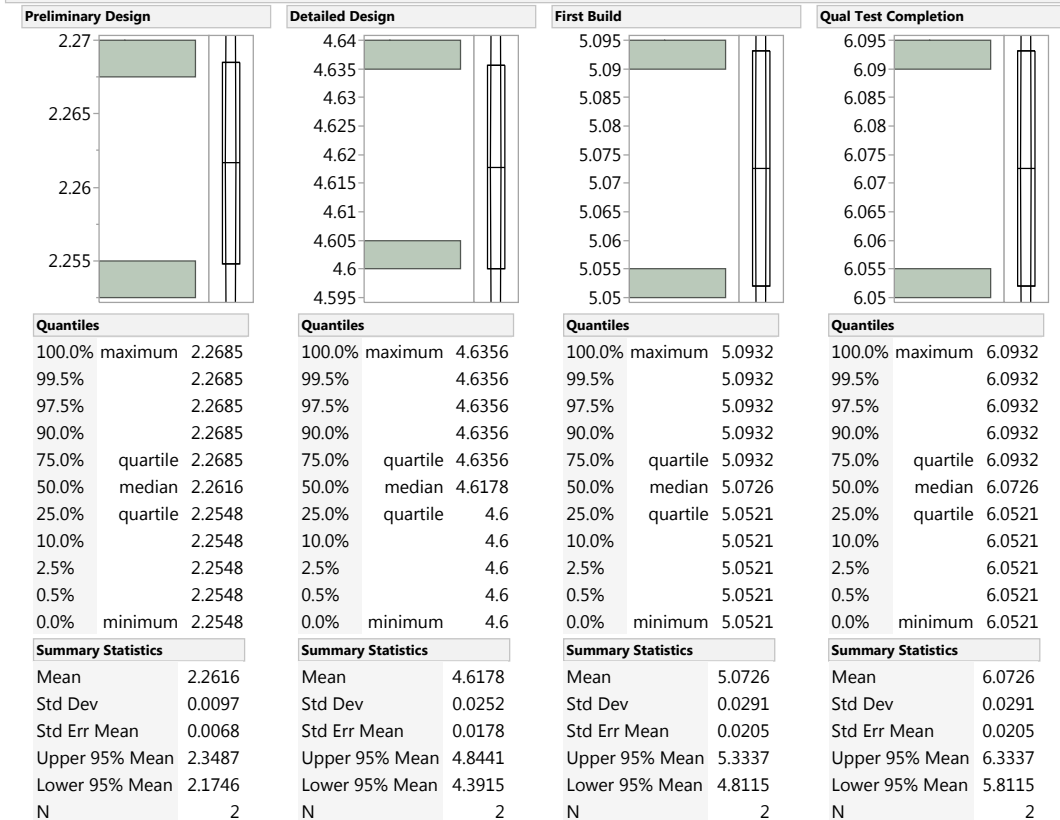 Preliminary Design
2.27
2.265
2.26
2.255
Quantiles
100.0% maximum 2.2685
99.5% 2.2685
97.5% 2.2685
90.0% 2.2685
75.0% quartile 2.2685
50.0% median 2.2616
25.0% quartile 2.2548
10.0% 2.2548
2.5% 2.2548
0.5% 2.2548
0.0% minimum 2.2548
Summary Statistics
Mean 2.2616
Std Dev 0.0097
Std Err Mean 0.0068
Upper 95% Mean 2.3487
Lower 95% Mean 2.1746
N 2
Detailed Design
4.64
4.635
4.63
4.625
4.62
4.615
4.61
4.605
4.6
4.595
Quantiles
100.0% maximum 4.6356
99.5% 4.6356
97.5% 4.6356
90.0% 4.6356
75.0% quartile 4.6356
50.0% median 4.6178
25.0% quartile 4.6
10.0% 4.6
2.5% 4.6
0.5% 4.6
0.0% minimum 4.6
Summary Statistics
Mean 4.6178
Std Dev 0.0252
Std Err Mean 0.0178
Upper 95% Mean 4.8441
Lower 95% Mean 4.3915
N 2
First Build
5.095
5.09
5.085
5.08
5.075
5.07
5.065
5.06
5.055
5.05
Quantiles
100.0% maximum 5.0932
99.5% 5.0932
97.5% 5.0932
90.0% 5.0932
75.0% quartile 5.0932
50.0% median 5.0726
25.0% quartile 5.0521
10.0% 5.0521
2.5% 5.0521
0.5% 5.0521
0.0% minimum 5.0521
Summary Statistics
Mean 5.0726
Std Dev 0.0291
Std Err Mean 0.0205
Upper 95% Mean 5.3337
Lower 95% Mean 4.8115
N 2
Qual Test Completion
6.095
6.09
6.085
6.08
6.075
6.07
6.065
6.06
6.055
6.05
Quantiles
100.0% maximum 6.0932
99.5% 6.0932
97.5% 6.0932
90.0% 6.0932
75.0% quartile 6.0932
50.0% median 6.0726
25.0% quartile 6.0521
10.0% 6.0521
2.5% 6.0521
0.5% 6.0521
0.0% minimum 6.0521
Summary Statistics
Mean 6.0726
Std Dev 0.0291
Std Err Mean 0.0205
Upper 95% Mean 6.3337
Lower 95% Mean 5.8115
N 2